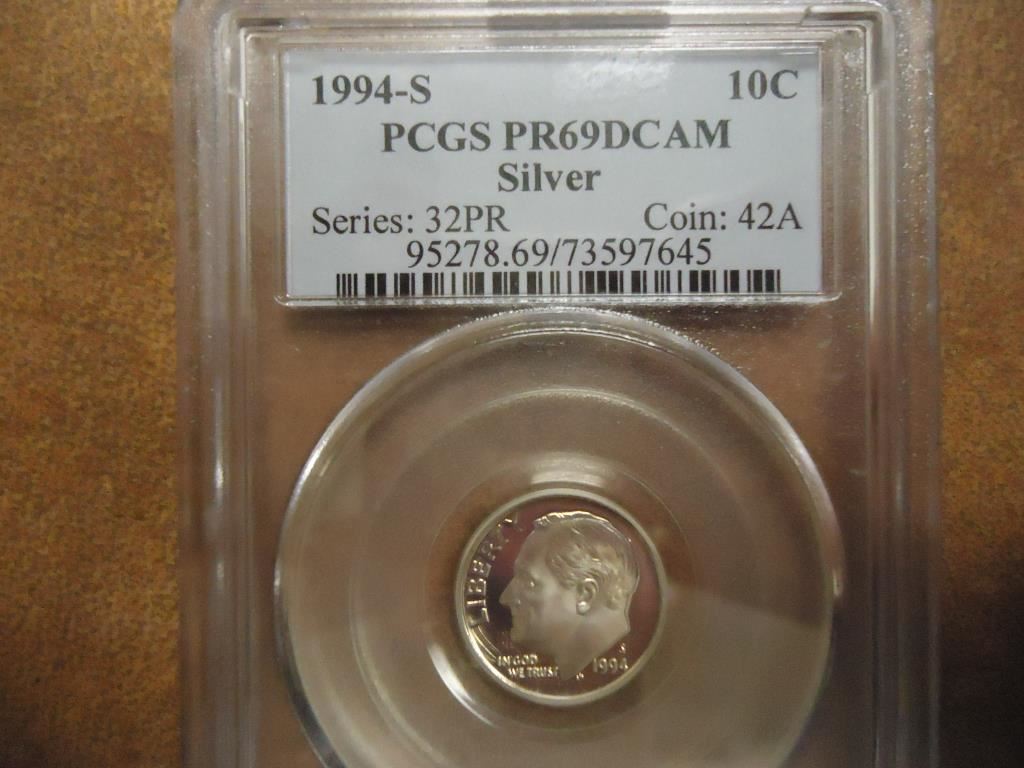 1994-S 10C
PCGS PR69DCAM
Silver
Series: 32PR Coin: 42A
95278.69/73597645
LIBERTY
IN GOD
WE TRUST
S
1994